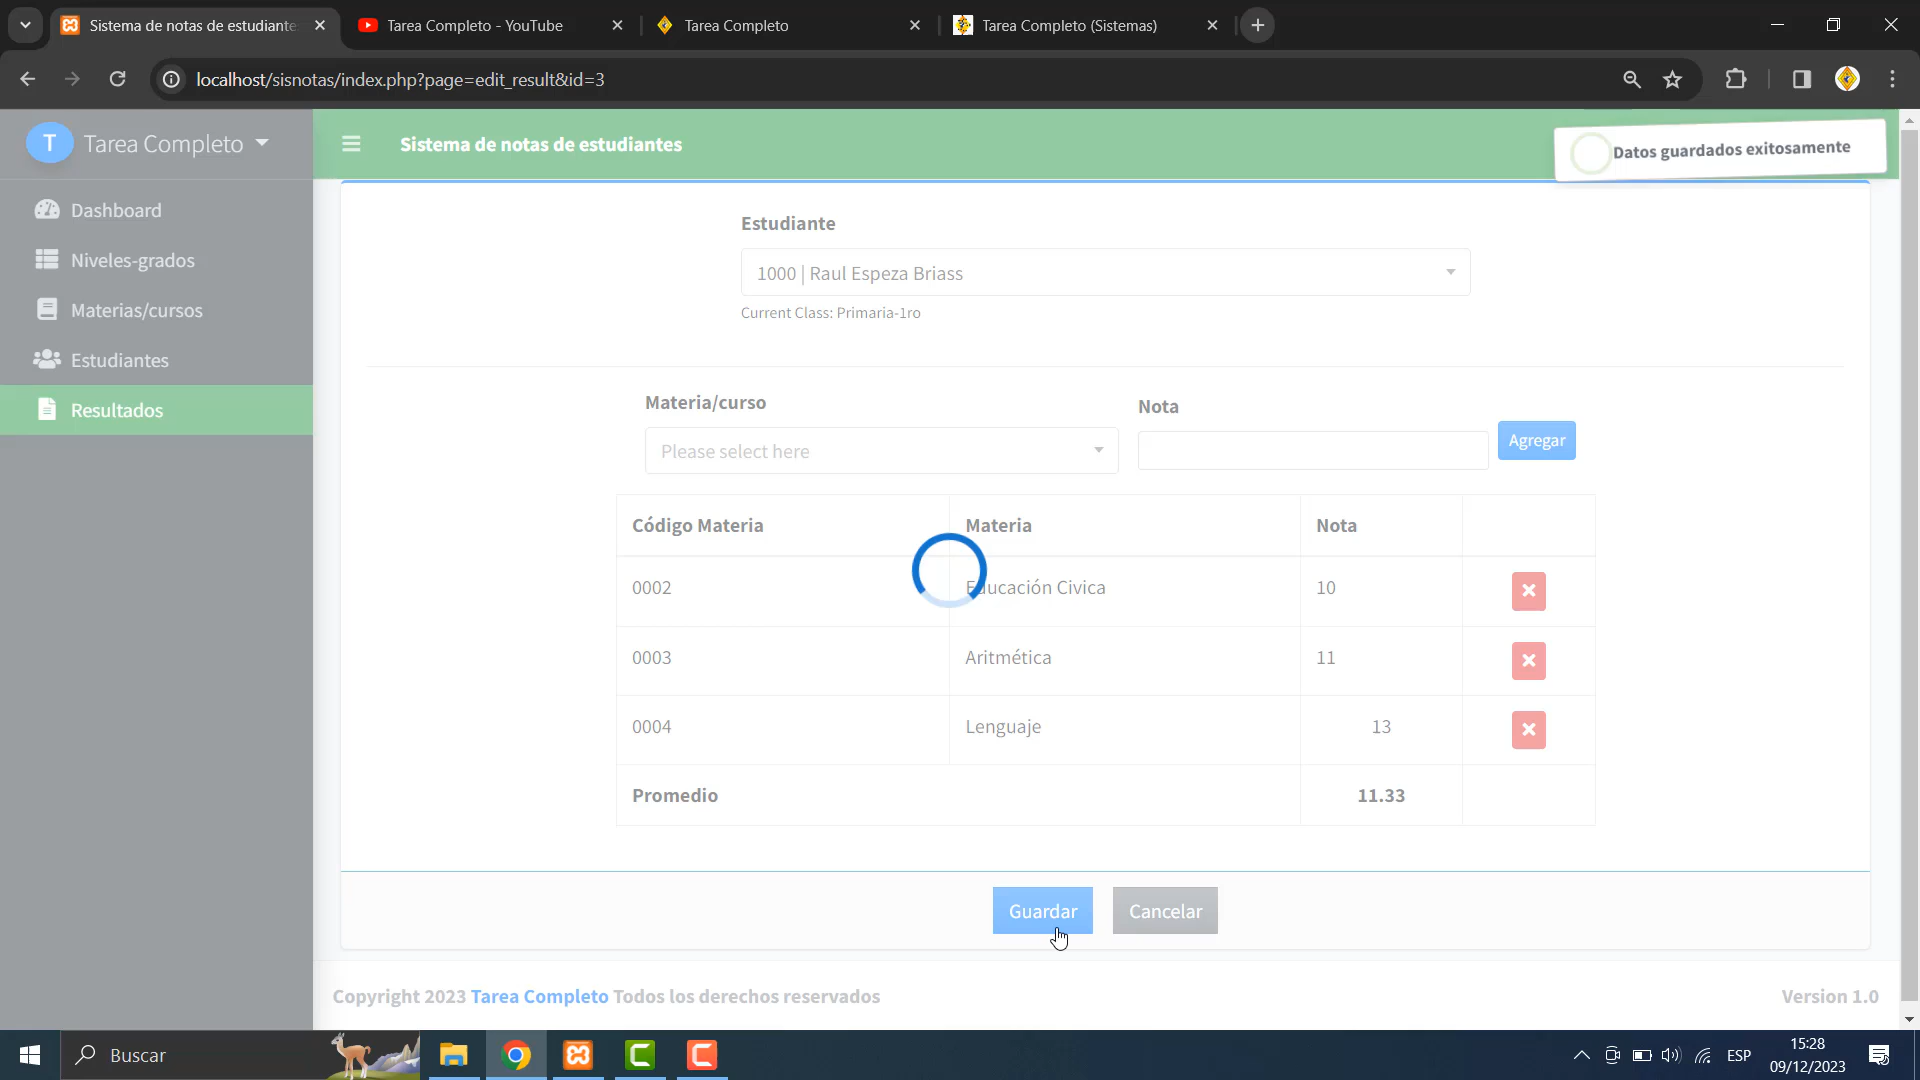 Sistema de notas de estudiante
Tarea Completo - YouTube
Tarea Completo
Tarea Completo (Sistemas)
localhost/sisnotas/index.php?page=edit_result&id=3
T
Tarea Completo
Sistema de notas de estudiantes
Datos guardados exitosamente
Dashboard
Niveles-grados
Materias/cursos
Estudiantes
Resultados
Estudiante
1000 | Raul Espeza Briass
Current Class: Primaria-1ro
Materia/curso
Nota
Please select here
Agregar
Código Materia
Materia
Nota
0002
Educación Civica
10
0003
Aritmética
11
0004
Lenguaje
13
Promedio
11.33
Guardar
Cancelar
Copyright 2023 Tarea Completo Todos los derechos reservados
Version 1.0
Buscar
ESP
15:28
09/12/2023